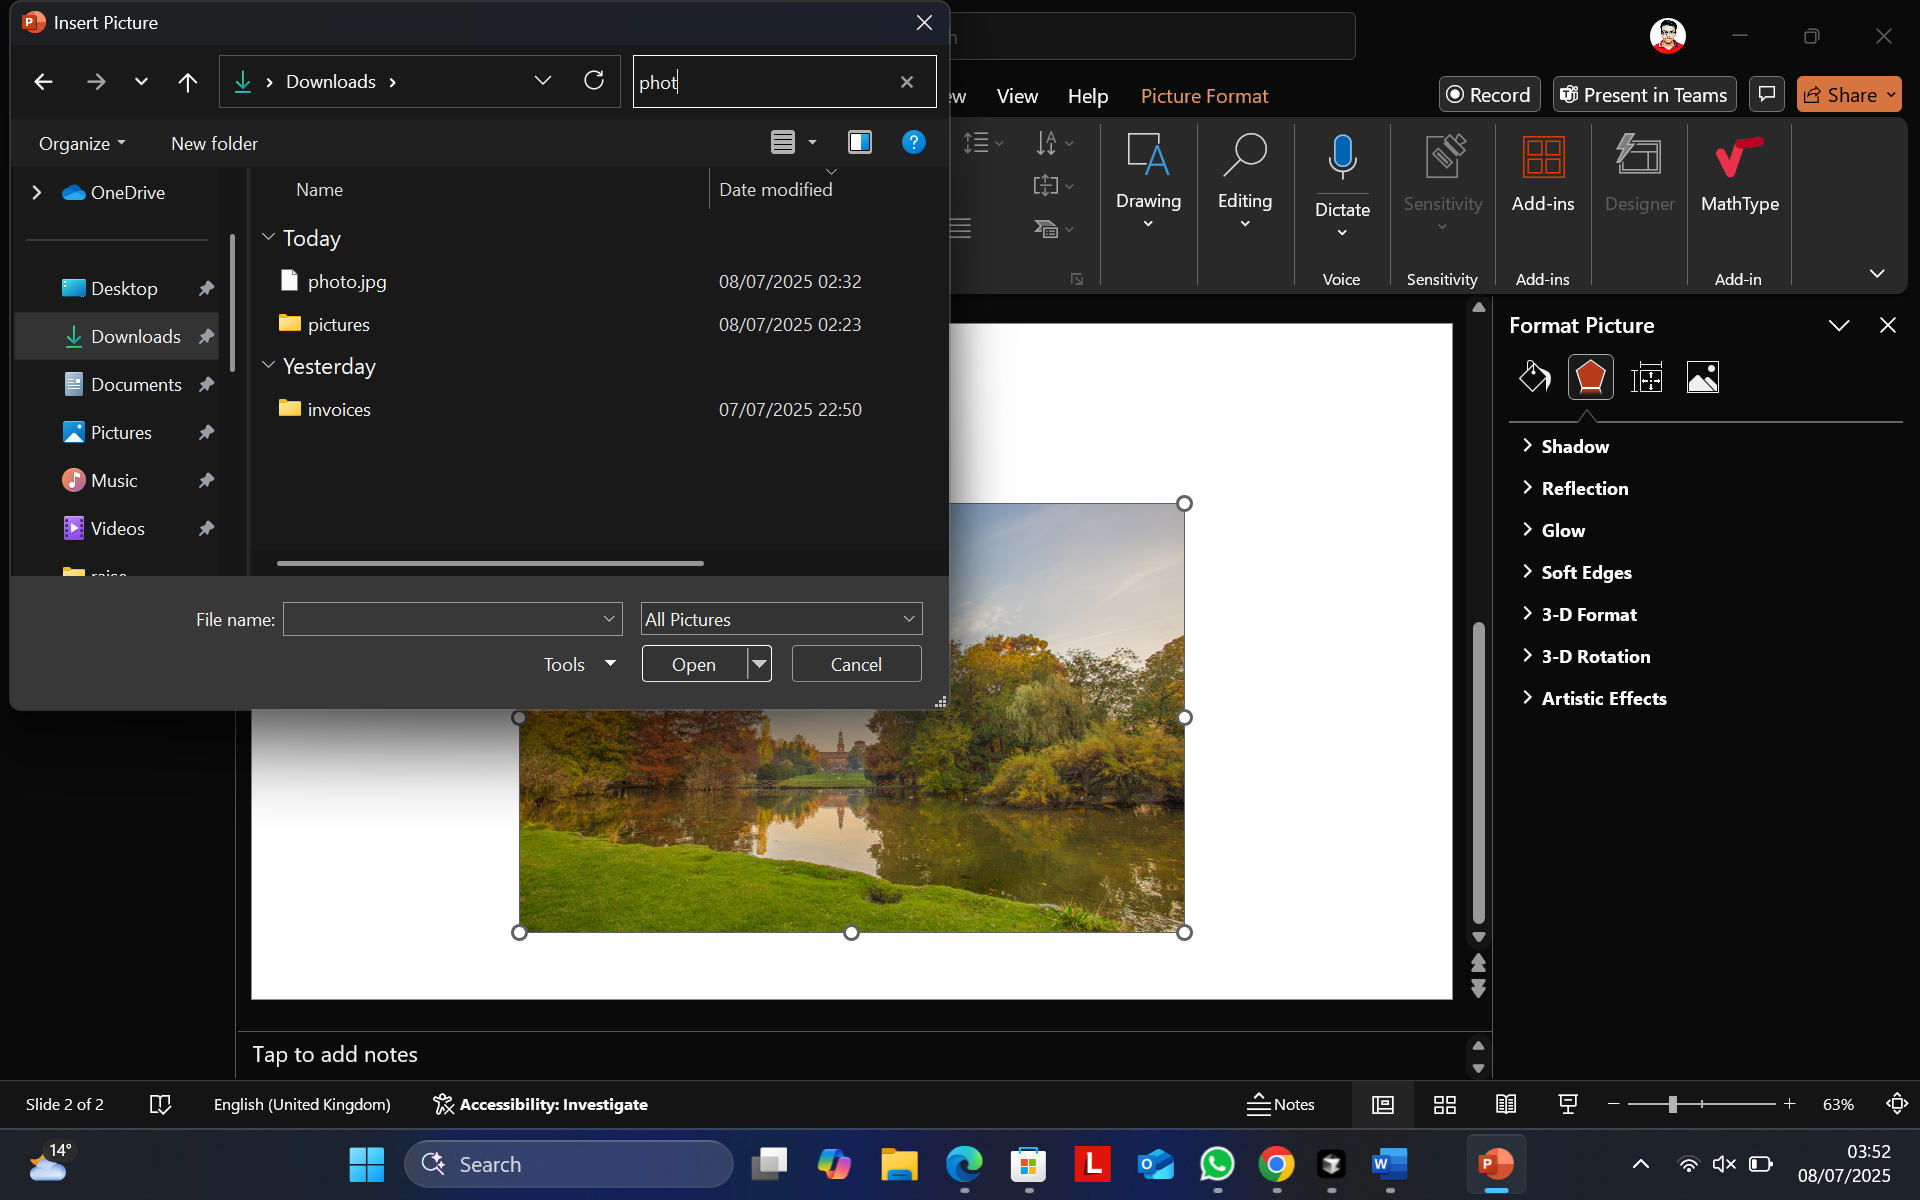 Insert Picture
Downloads
phot
Organize
New folder
OneDrive
Name
Date modified
Today
photo.jpg
08/07/2025 02:32
Desktop
pictures
08/07/2025 02:23
Downloads
Yesterday
Documents
invoices
07/07/2025 22:50
Pictures
Music
Videos
File name:
All Pictures
Tools
Open
Cancel
View
Help
Picture Format
Record
Present in Teams
Share
Drawing
Editing
Dictate
Sensitivity
Add-ins
Designer
MathType
Voice
Sensitivity
Add-ins
Add-in
Format Picture
Shadow
Reflection
Glow
Soft Edges
3-D Format
3-D Rotation
Artistic Effects
Tap to add notes
Slide 2 of 2
English (United Kingdom)
Accessibility: Investigate
Notes
63%
14°
Search
03:52
08/07/2025